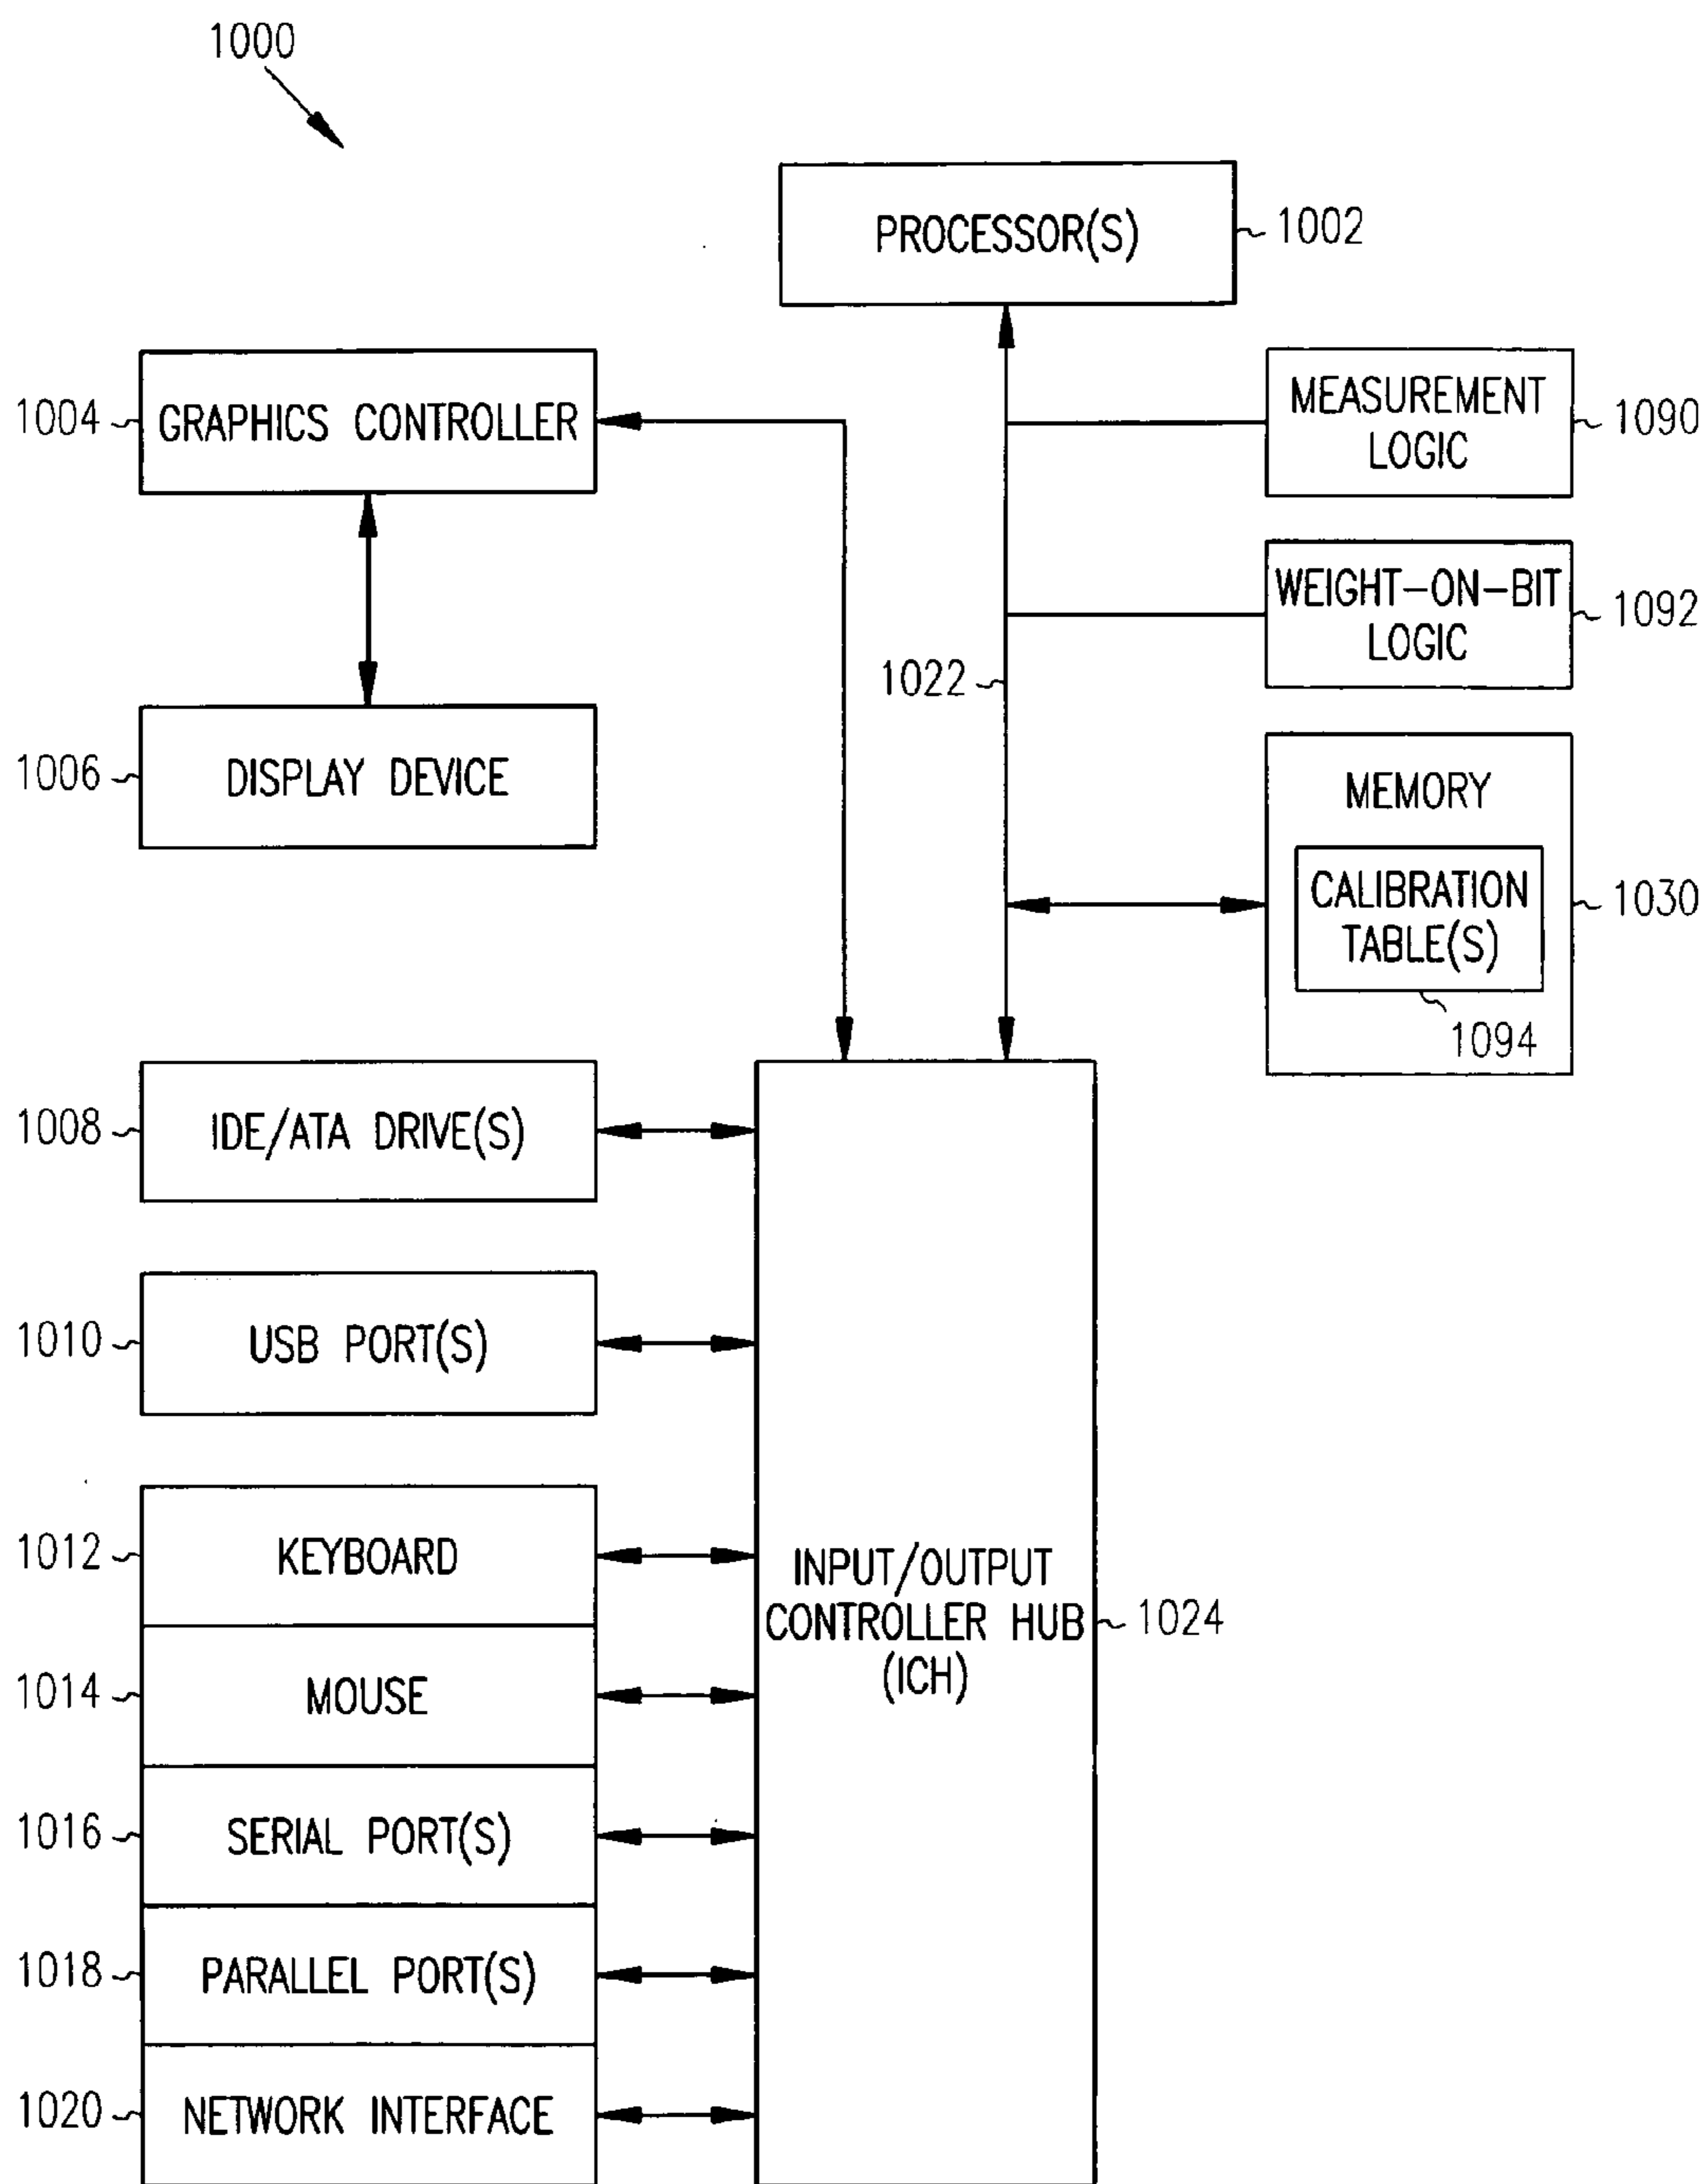 1000
PROCESSOR(S)
1002
1004
GRAPHICS CONTROLLER
MEASUREMENT
LOGIC
1090
WEIGHT-ON-BIT
LOGIC
1092
1022
1006
DISPLAY DEVICE
MEMORY
CALIBRATION
TABLE(S)
1030
1094
1008
IDE/ATA DRIVE(S)
1010
USB PORT(S)
1012
KEYBOARD
INPUT/OUTPUT
CONTROLLER HUB
(ICH)
1024
1014
MOUSE
1016
SERIAL PORT(S)
1018
PARALLEL PORT(S)
1020
NETWORK INTERFACE